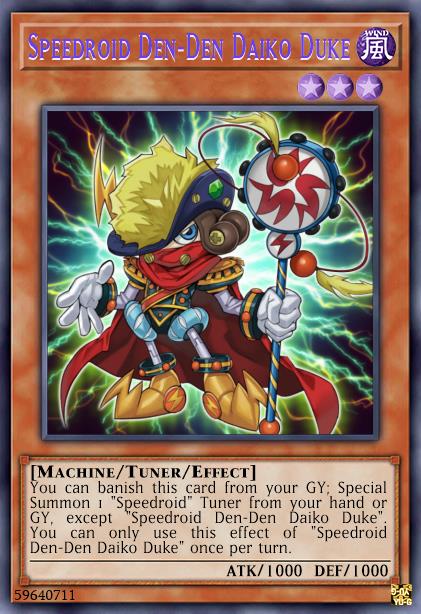 Speedroid Den-Den Daiko Duke
WIND
風
[Machine/Tuner/Effect]
You can banish this card from your GY; Special
Summon 1 "Speedroid" Tuner from your hand or
GY, except "Speedroid Den-Den Daiko Duke".
You can only use this effect of "Speedroid
Den-Den Daiko Duke" once per turn.
ATK/1000 DEF/1000
59640711